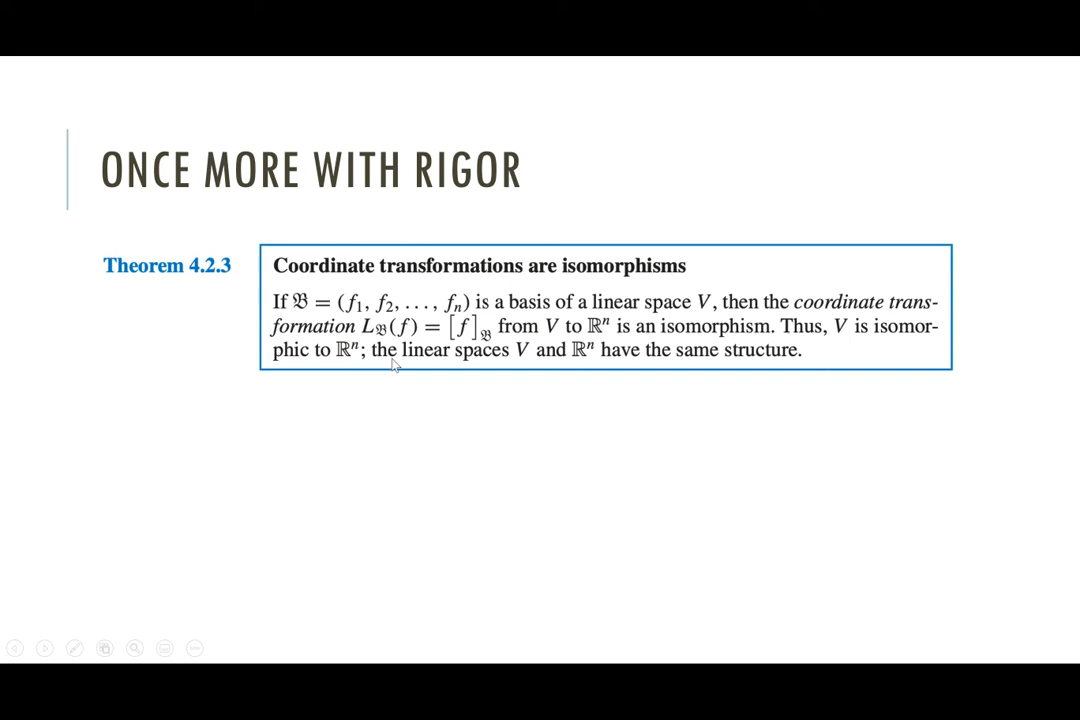 ONCE MORE WITH RIGOR
Theorem 4.2.3
Coordinate transformations are isomorphisms
If 𝔅 = (f₁, f₂, . . . , fₙ) is a basis of a linear space V, then the coordinate trans-
formation L𝔅(f) = [f]𝔅 from V to ℝⁿ is an isomorphism. Thus, V is isomor-
phic to ℝⁿ; the linear spaces V and ℝⁿ have the same structure.